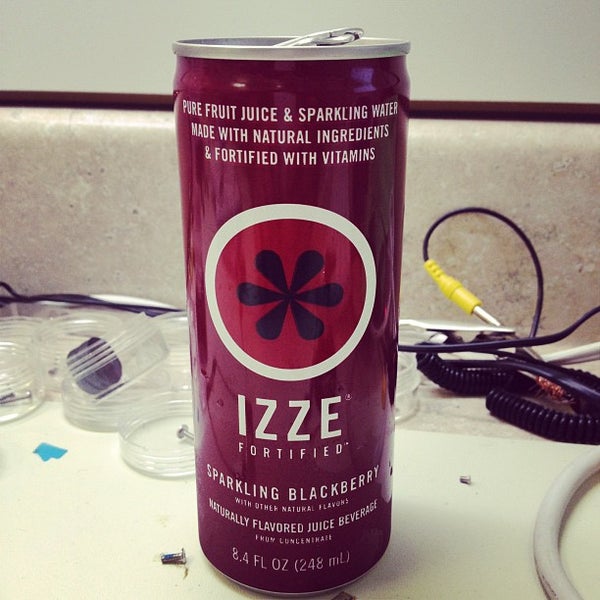 PURE FRUIT JUICE & SPARKLING WATER
MADE WITH NATURAL INGREDIENTS
& FORTIFIED WITH VITAMINS
IZZE®
FORTIFIED™
SPARKLING BLACKBERRY
WITH OTHER NATURAL FLAVORS
NATURALLY FLAVORED JUICE BEVERAGE
FROM CONCENTRATE
8.4 FL OZ (248 mL)